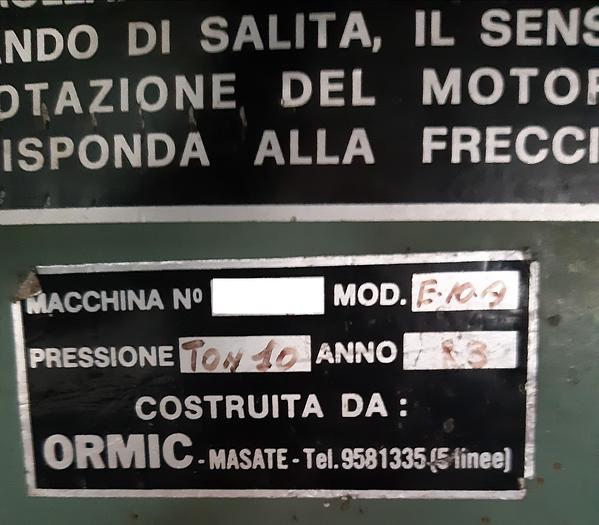 ANDO DI SALITA, IL SENS
OTAZIONE DEL MOTOR
ISPONDA ALLA FRECCI
MACCHINA Nº MOD. E.10.A
PRESSIONE TON 10 ANNO 83
COSTRUITA DA :
ORMIC - MASATE - Tel. 9581335 (5 linee)